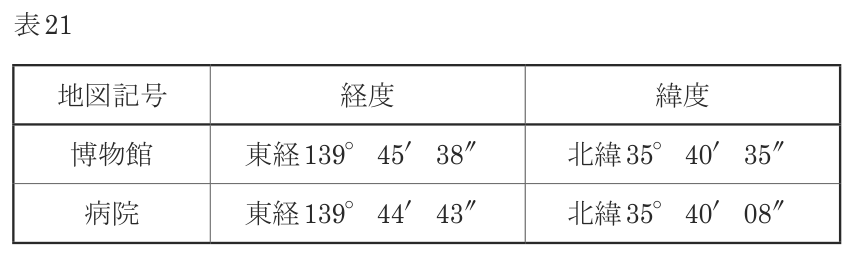 表21
地図記号 経度 緯度
博物館 東経139° 45′ 38″ 北緯35° 40′ 35″
病院 東経139° 44′ 43″ 北緯35° 40′ 08″